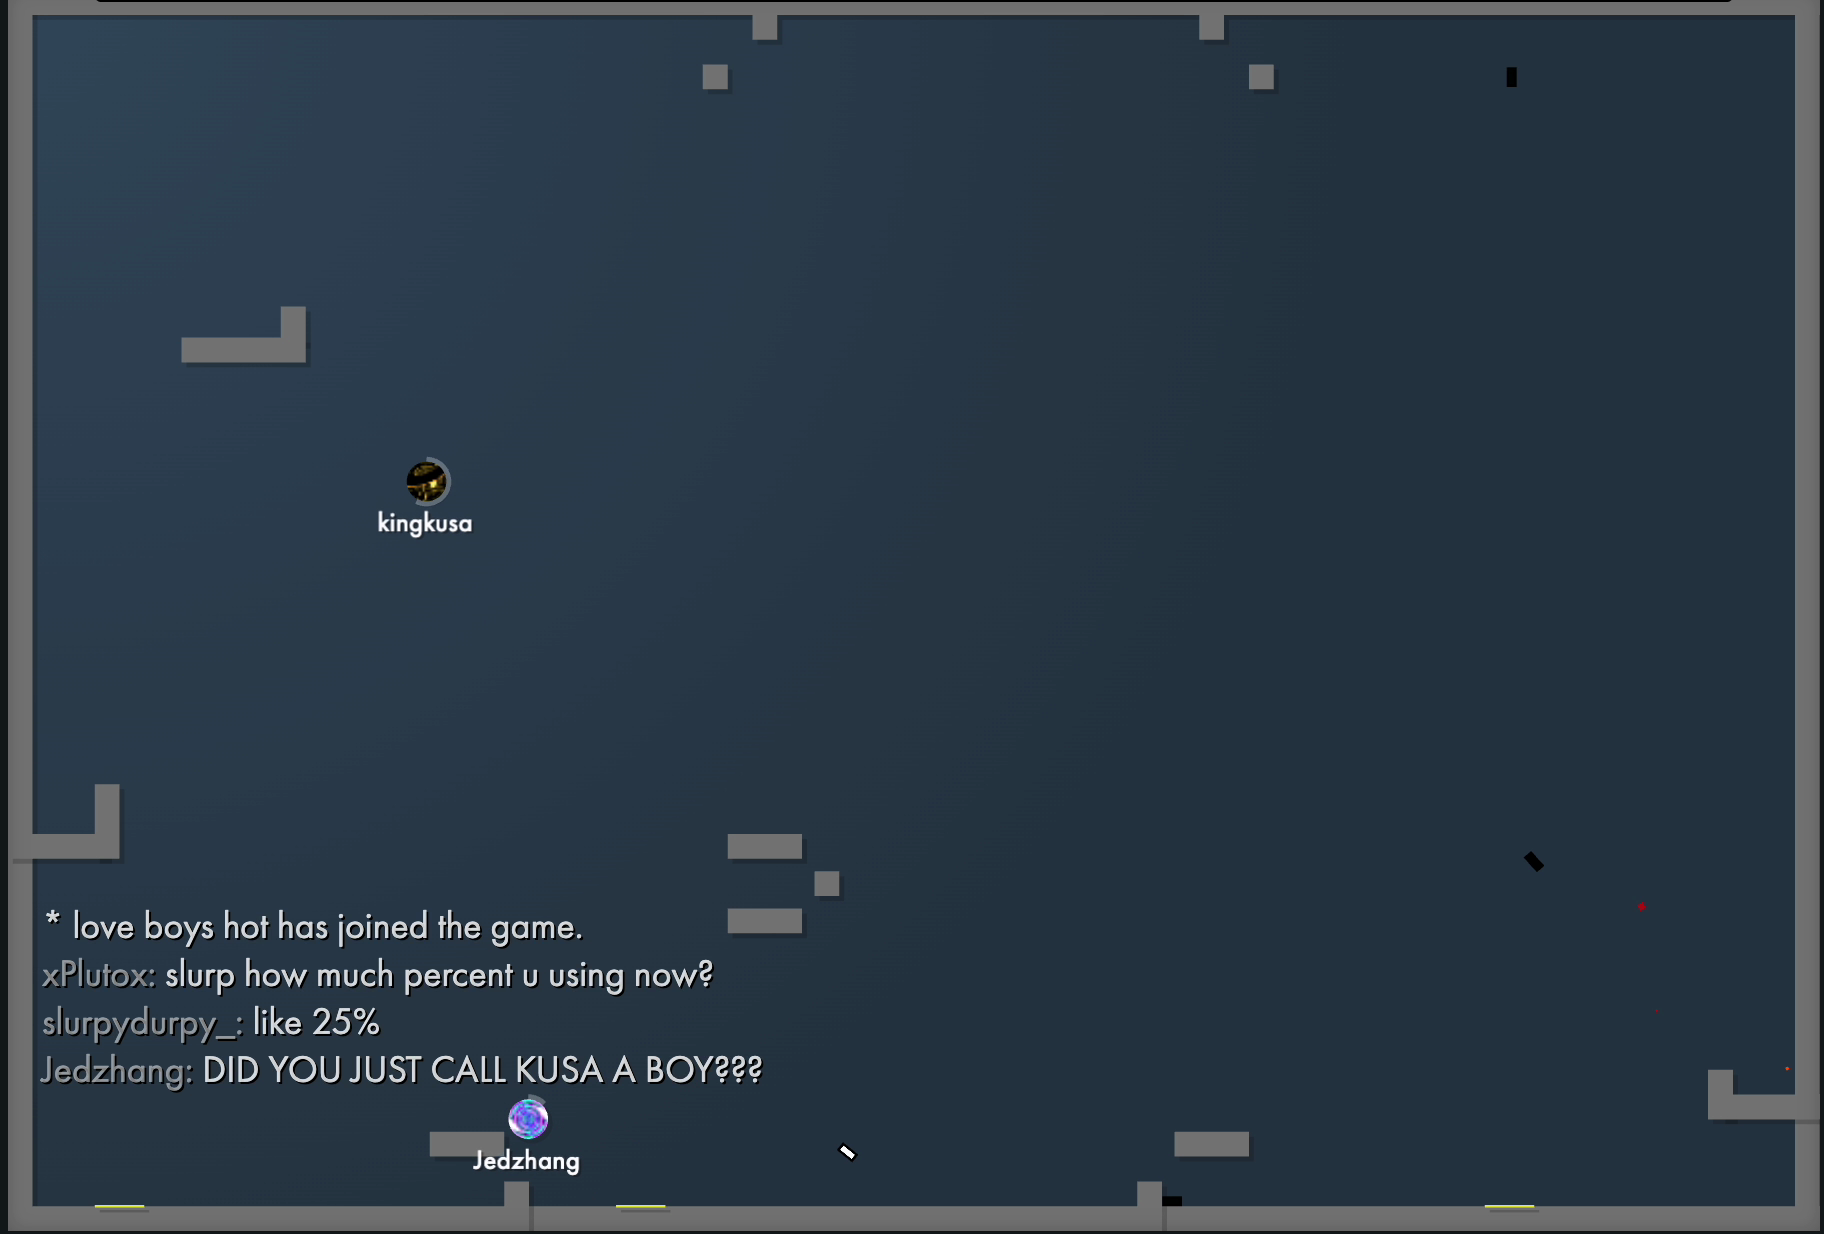 kingkusa
* love boys hot has joined the game.
xPlutox: slurp how much percent u using now?
slurpydurpy_: like 25%
Jedzhang: DID YOU JUST CALL KUSA A BOY???
Jedzhang